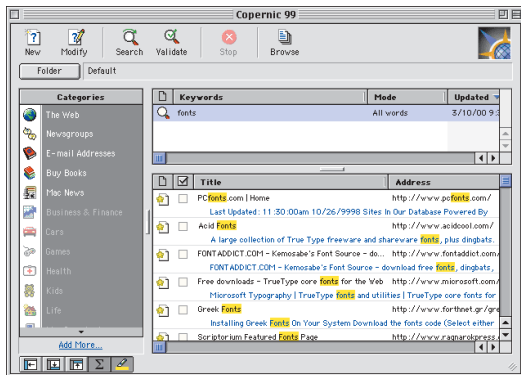 Copernic 99
New Modify Search Validate Stop Browse
Folder Default
Categories
The Web
Newsgroups
E-mail Addresses
Buy Books
Mac News
Business & Finance
Cars
Games
Health
Kids
Life
Add More...
Keywords Mode Updated
fonts All words 3/10/00 9:3
Title Address
PCfonts.com | Home http://www.pcfonts.com/
Last Updated: 11:30:00am 10/26/9998 Sites In Our Database Powered By
Acid Fonts http://www.acidcool.com/
A large collection of True Type freeware and shareware fonts, plus dingbats.
FONTADDICT.COM - Kemosabe's Font Source - do... http://www.fontaddict.com/
FONTADDICT.COM - Kemosabe's Font Source - download free fonts, dingbats,
Free downloads - TrueType core fonts for the Web http://www.microsoft.com/
Microsoft Typography | TrueType fonts and utilities | TrueType core fonts for
Greek Fonts http://www.forthnet.gr/gre
Installing Greek Fonts On Your System Download the fonts code (Select either
Scriptorium Featured Fonts Page http://www.ragnarokpress.